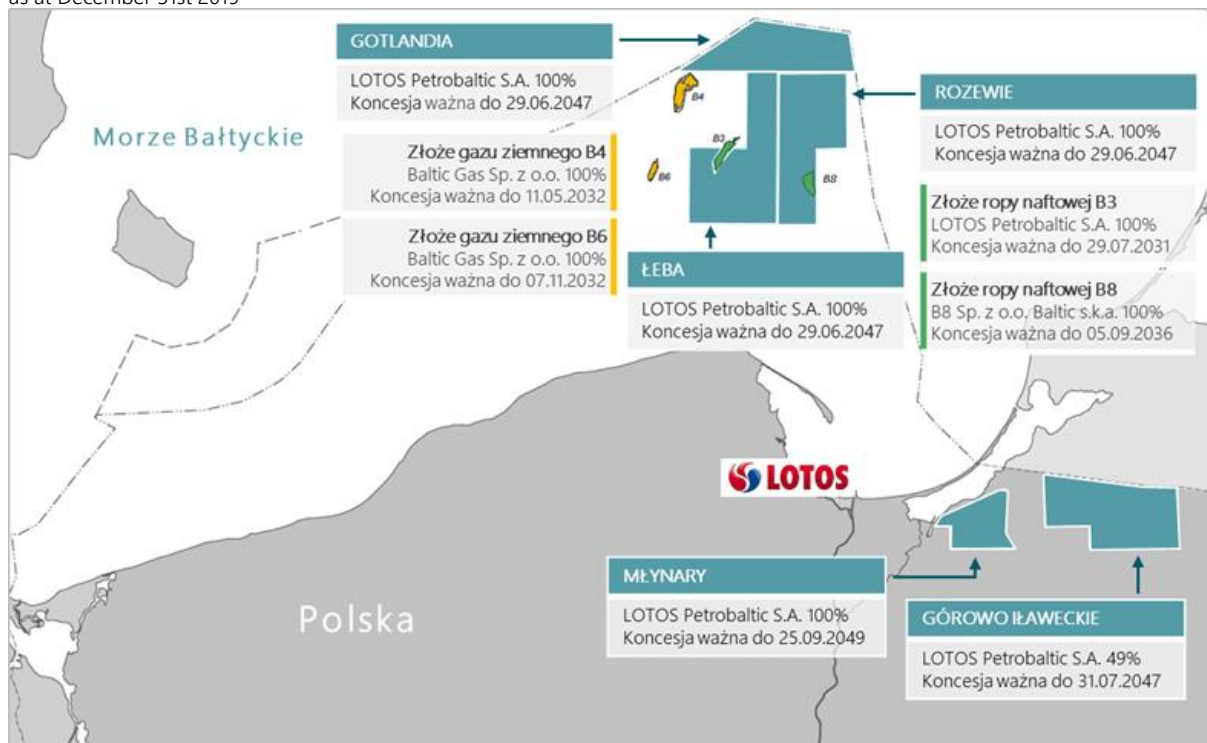 as at December 31st 2019
GOTLANDIA
LOTOS Petrobaltic S.A. 100%
Koncesja ważna do 29.06.2047
Morze Bałtyckie
Złoże gazu ziemnego B4
Baltic Gas Sp. z o.o. 100%
Koncesja ważna do 11.05.2032
Złoże gazu ziemnego B6
Baltic Gas Sp. z o.o. 100%
Koncesja ważna do 07.11.2032
B4
B3
B6
B8
ROZEWIE
LOTOS Petrobaltic S.A. 100%
Koncesja ważna do 29.06.2047
Złoże ropy naftowej B3
LOTOS Petrobaltic S.A. 100%
Koncesja ważna do 29.07.2031
Złoże ropy naftowej B8
B8 Sp. z o.o. Baltic s.k.a. 100%
Koncesja ważna do 05.09.2036
ŁEBA
LOTOS Petrobaltic S.A. 100%
Koncesja ważna do 29.06.2047
LOTOS
Polska
MŁYNARY
LOTOS Petrobaltic S.A. 100%
Koncesja ważna do 25.09.2049
GÓROWO IŁAWECKIE
LOTOS Petrobaltic S.A. 49%
Koncesja ważna do 31.07.2047